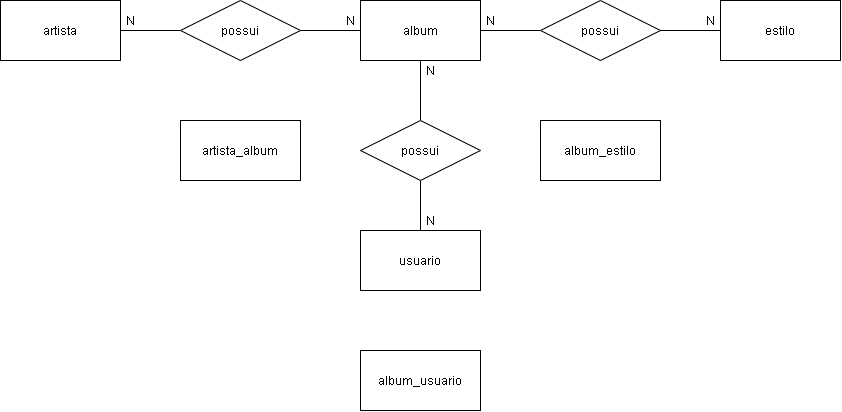 artista
N
possui
N
album
N
possui
N
estilo
N
artista_album
possui
album_estilo
N
usuario
album_usuario